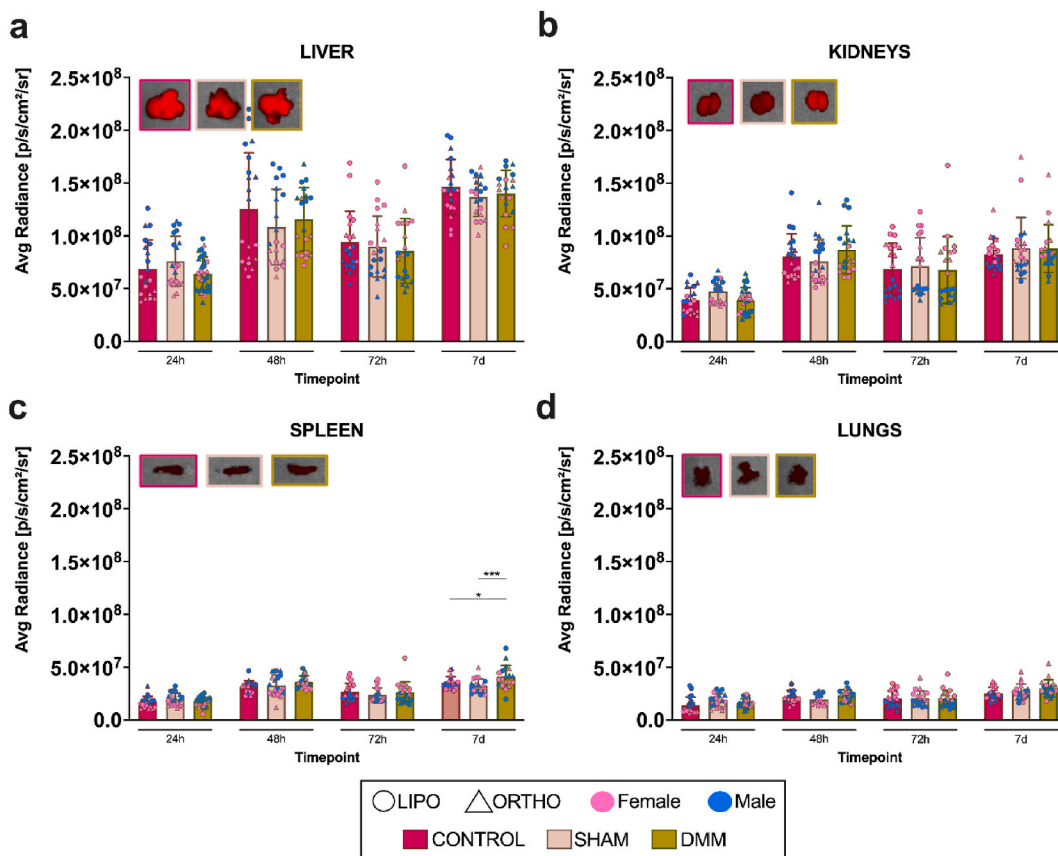 a
LIVER
Avg Radiance [p/s/cm²/sr]
2.5×10⁸
2.0×10⁸
1.5×10⁸
1.0×10⁸
5.0×10⁷
0.0
24h 48h 72h 7d
Timepoint
b
KIDNEYS
Avg Radiance [p/s/cm²/sr]
2.5×10⁸
2.0×10⁸
1.5×10⁸
1.0×10⁸
5.0×10⁷
0.0
24h 48h 72h 7d
Timepoint
c
SPLEEN
Avg Radiance [p/s/cm²/sr]
2.5×10⁸
2.0×10⁸
1.5×10⁸
1.0×10⁸
5.0×10⁷
0.0
***
*
24h 48h 72h 7d
Timepoint
d
LUNGS
Avg Radiance [p/s/cm²/sr]
2.5×10⁸
2.0×10⁸
1.5×10⁸
1.0×10⁸
5.0×10⁷
0.0
24h 48h 72h 7d
Timepoint
LIPO ORTHO Female Male
CONTROL SHAM DMM